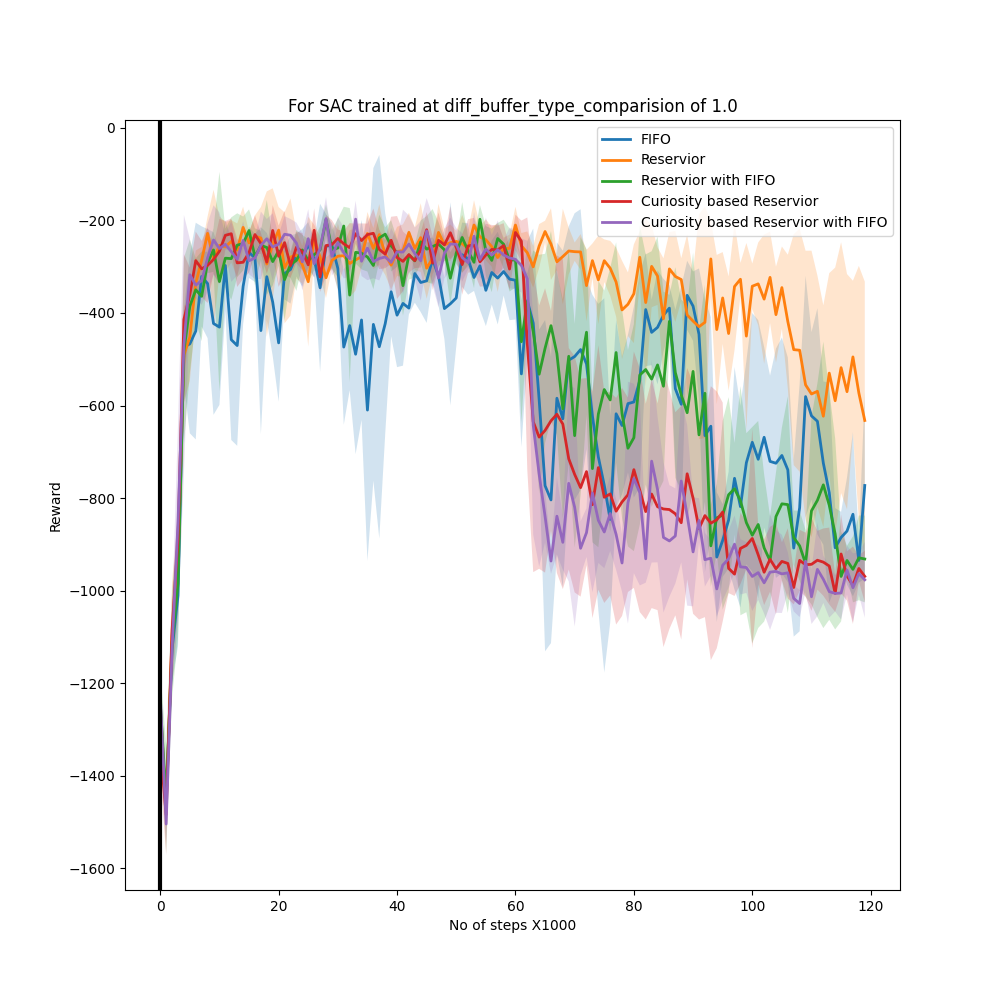 For SAC trained at diff_buffer_type_comparision of 1.0
0
−200
−400
−600
−800
−1000
−1200
−1400
−1600
Reward
FIFO
Reservior
Reservior with FIFO
Curiosity based Reservior
Curiosity based Reservior with FIFO
0 20 40 60 80 100 120
No of steps X1000